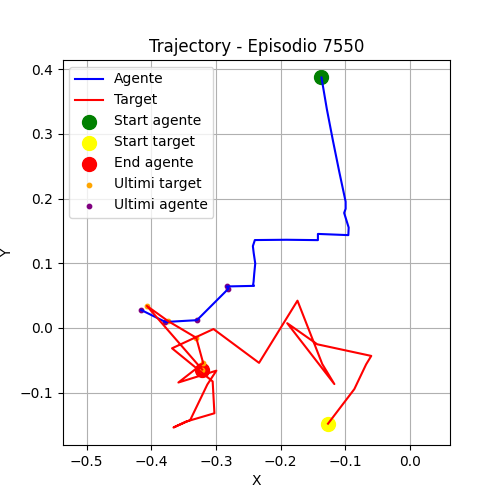 Trajectory - Episodio 7550
Agente
Target
Start agente
Start target
End agente
Ultimi target
Ultimi agente
Y
0.4
0.3
0.2
0.1
0.0
−0.1
−0.5
−0.4
−0.3
−0.2
−0.1
0.0
X